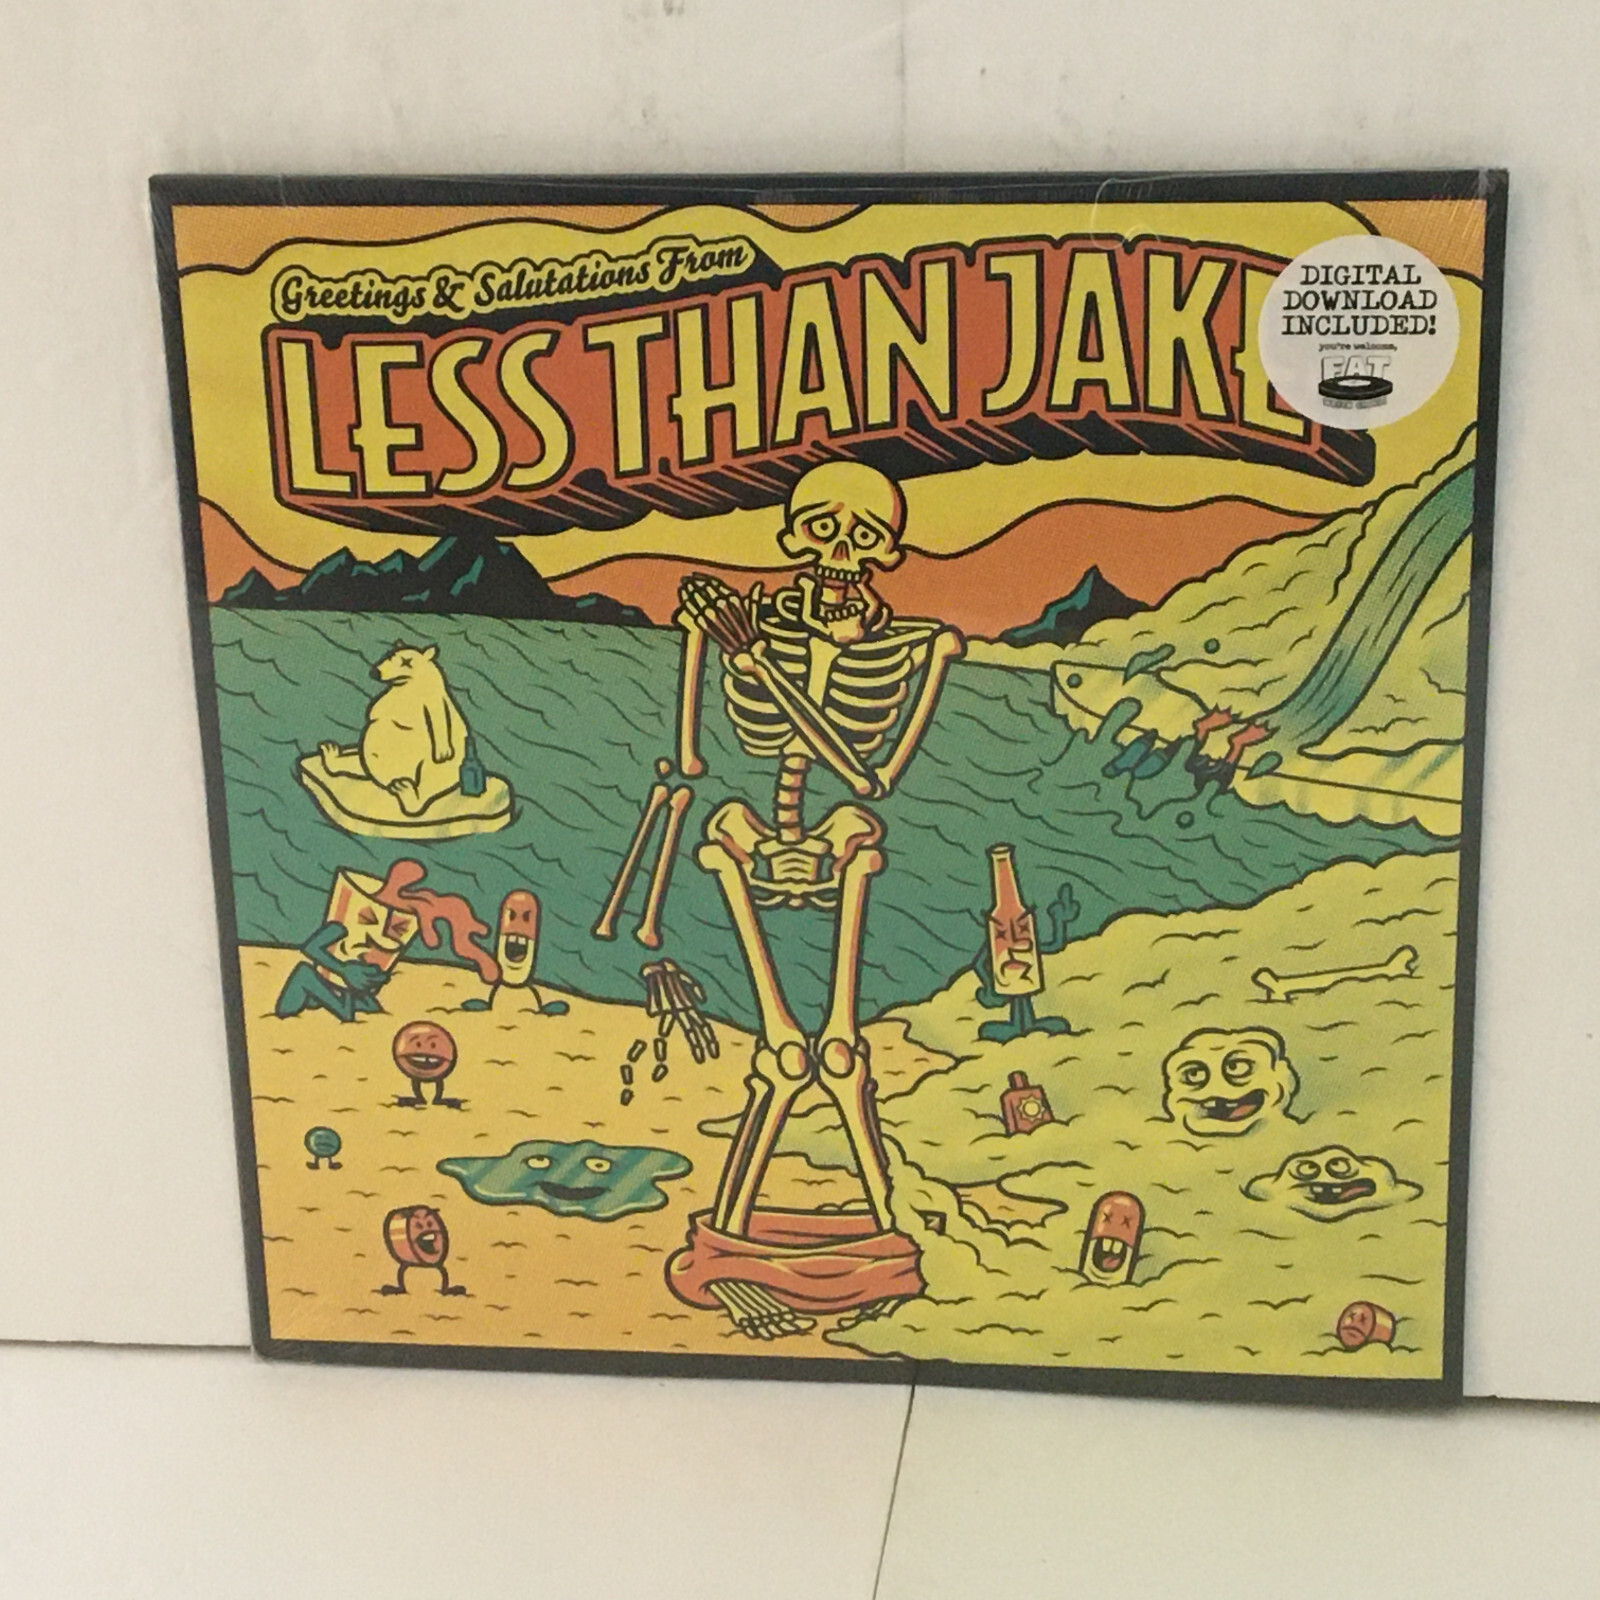 Greetings & Salutations From
LESS THAN JAKE
DIGITAL
DOWNLOAD
INCLUDED!
you're welcome,
FAT